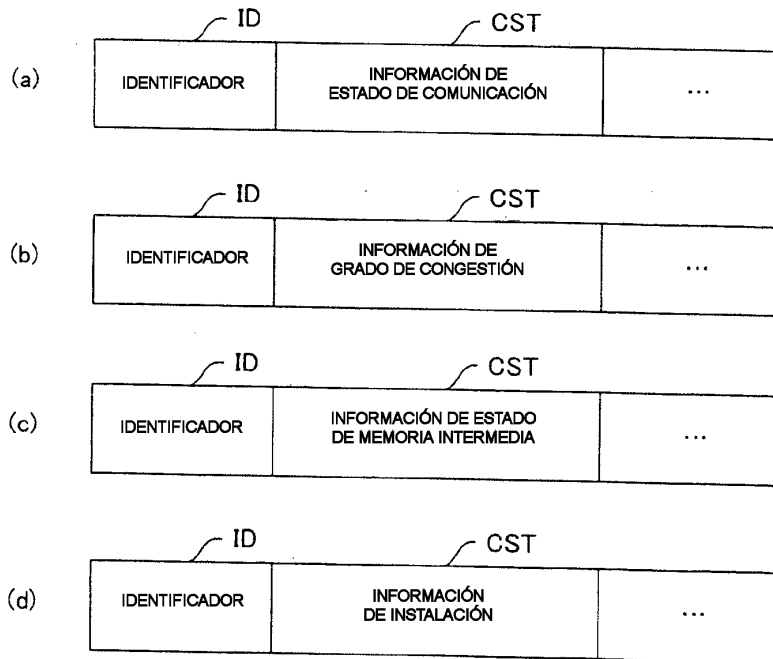 ID CST
(a) IDENTIFICADOR INFORMACIÓN DE
ESTADO DE COMUNICACIÓN ...
ID CST
(b) IDENTIFICADOR INFORMACIÓN DE
GRADO DE CONGESTIÓN ...
ID CST
(c) IDENTIFICADOR INFORMACIÓN DE ESTADO
DE MEMORIA INTERMEDIA ...
ID CST
(d) IDENTIFICADOR INFORMACIÓN
DE INSTALACIÓN ...